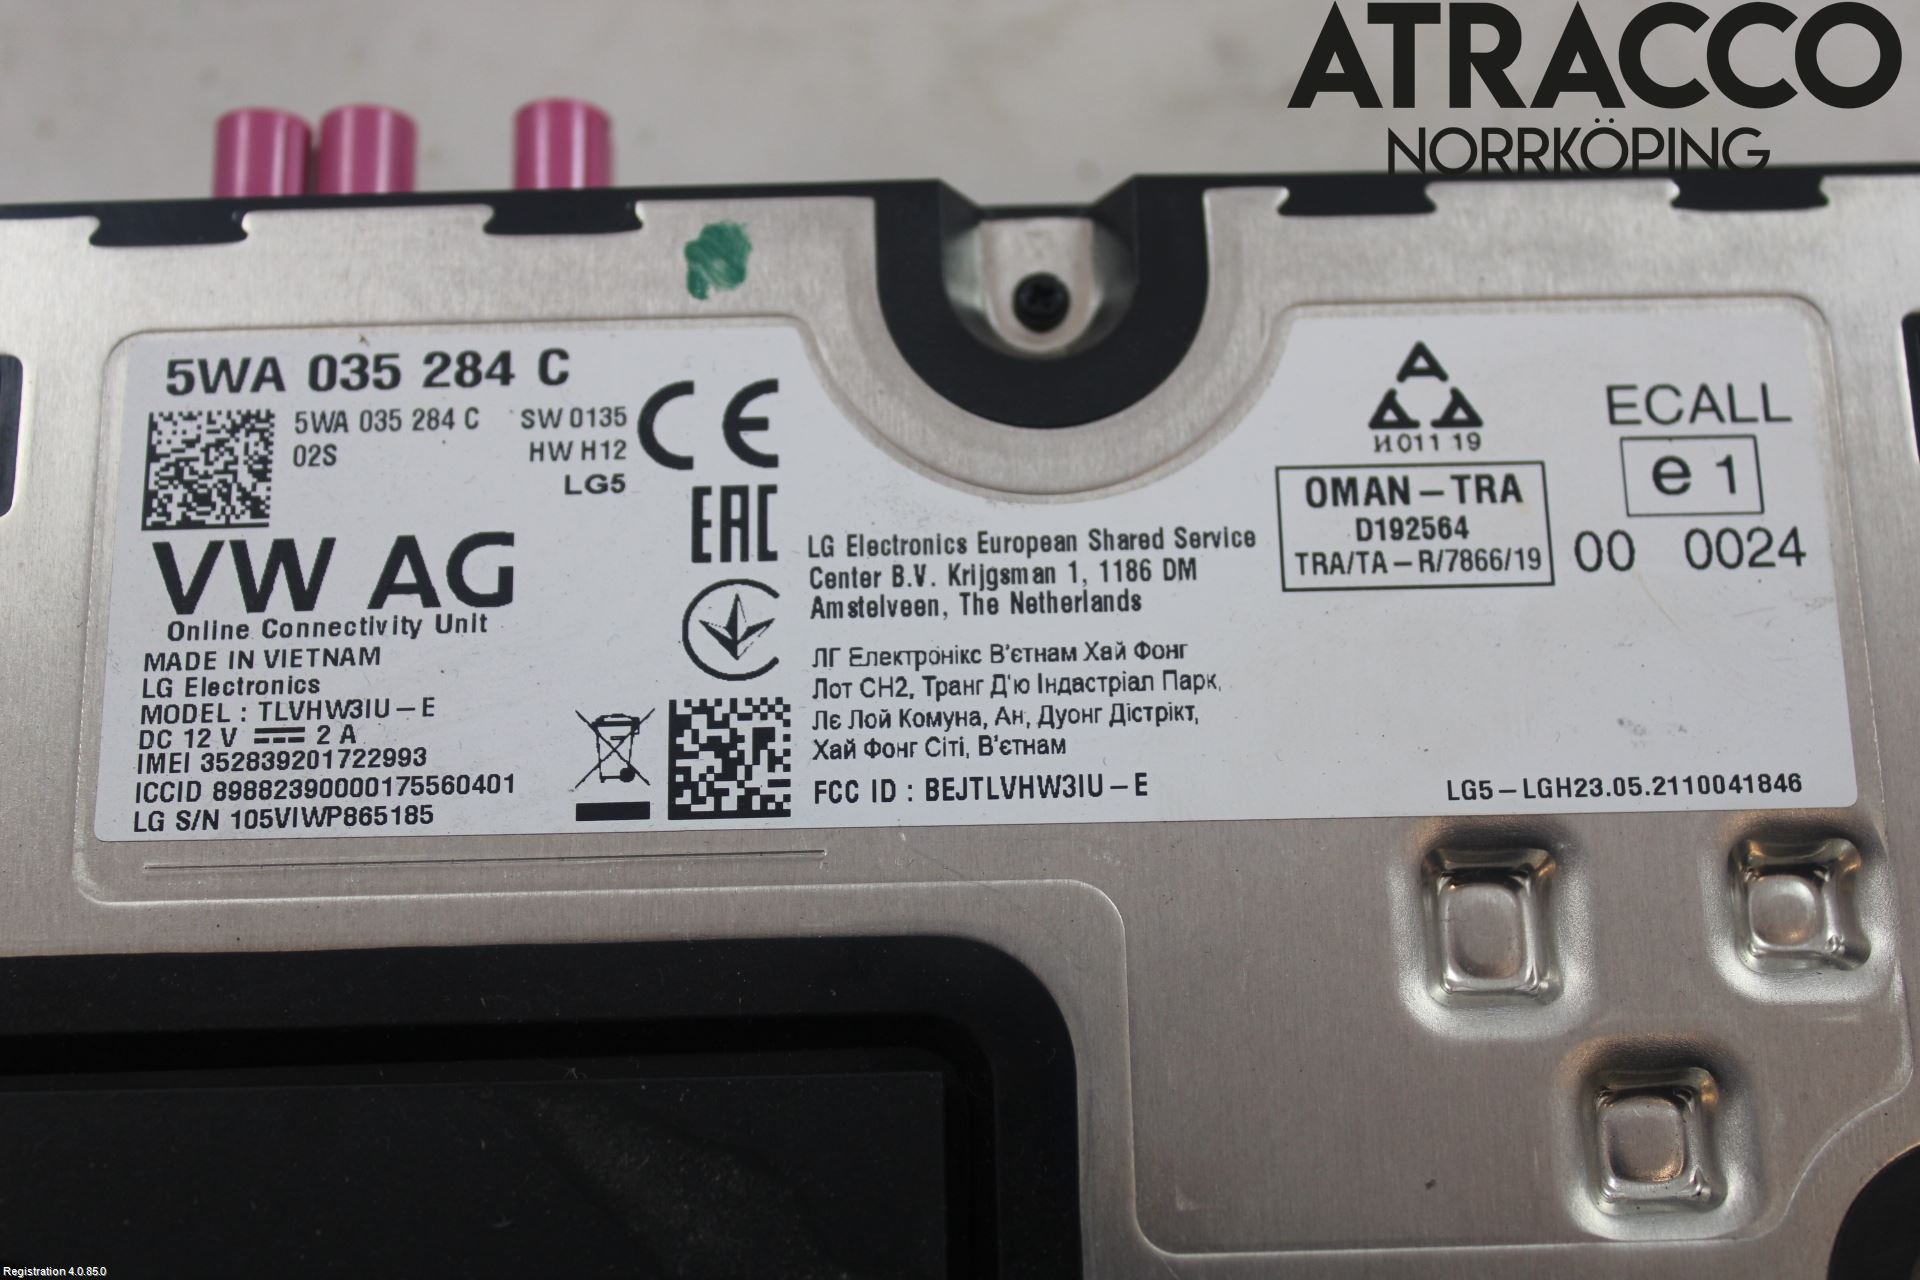 ATRACCO
NORRKÖPING
5WA 035 284 C
5WA 035 284 C SW 0135
02S HW H12
LG5
CE
EAC
VW AG
Online Connectivity Unit
MADE IN VIETNAM
LG Electronics
MODEL : TLVHW3IU-E
DC 12 V 2 A
IMEI 352839201722993
ICCID 89882390000175560401
LG S/N 105VIWP865185
LG Electronics European Shared Service
Center B.V. Krijgsman 1, 1186 DM
Amstelveen, The Netherlands
ЛГ Електронікс В'єтнам Хай Фонг
Лот СН2, Транг Д'ю Індастріал Парк,
Лє Лой Комуна, Ан, Дуонг Дістрікт,
Хай Фонг Сіті, В'єтнам
FCC ID : BEJTLVHW3IU-E
И011 19
OMAN-TRA
D192564
TRA/TA-R/7866/19
ECALL
e1
00 0024
LG5-LGH23.05.2110041846
Registration 4.0.85.0